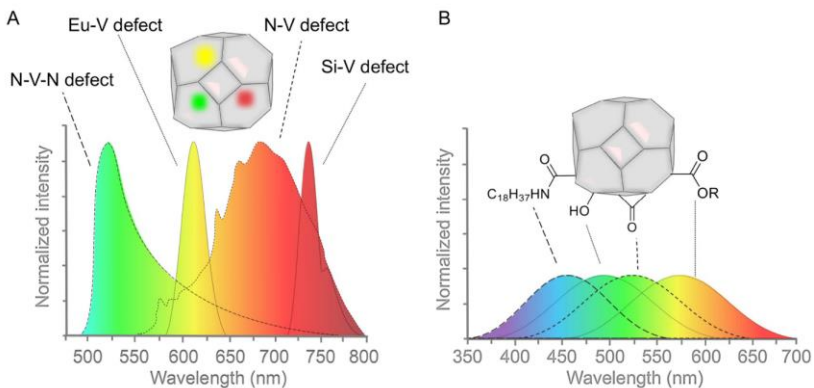 A
Eu-V defect
N-V defect
N-V-N defect
Si-V defect
Normalized intensity
500 550 600 650 700 750 800
Wavelength (nm)
B
O
O
C₁₈H₃₇HN
OR
HO
O
Normalized intensity
350 400 450 500 550 600 650 700
Wavelength (nm)